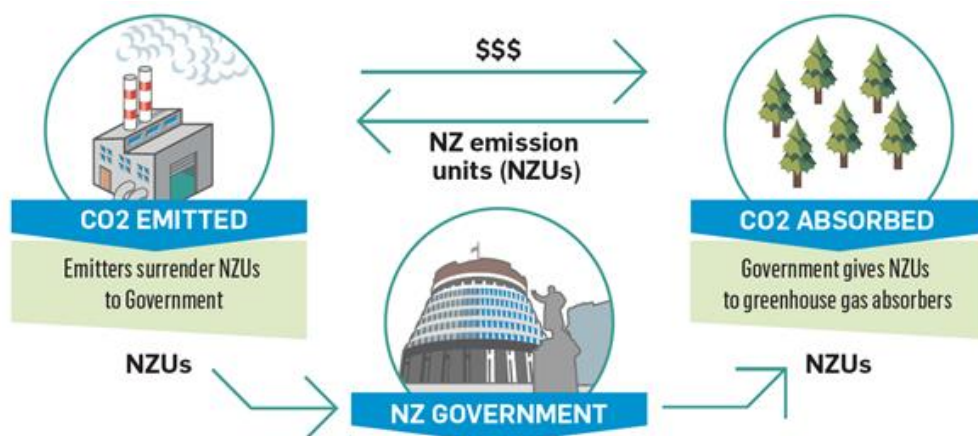 $$$
NZ emission
units (NZUs)
CO2 EMITTED
CO2 ABSORBED
Emitters surrender NZUs
to Government
Government gives NZUs
to greenhouse gas absorbers
NZUs
NZUs
NZ GOVERNMENT